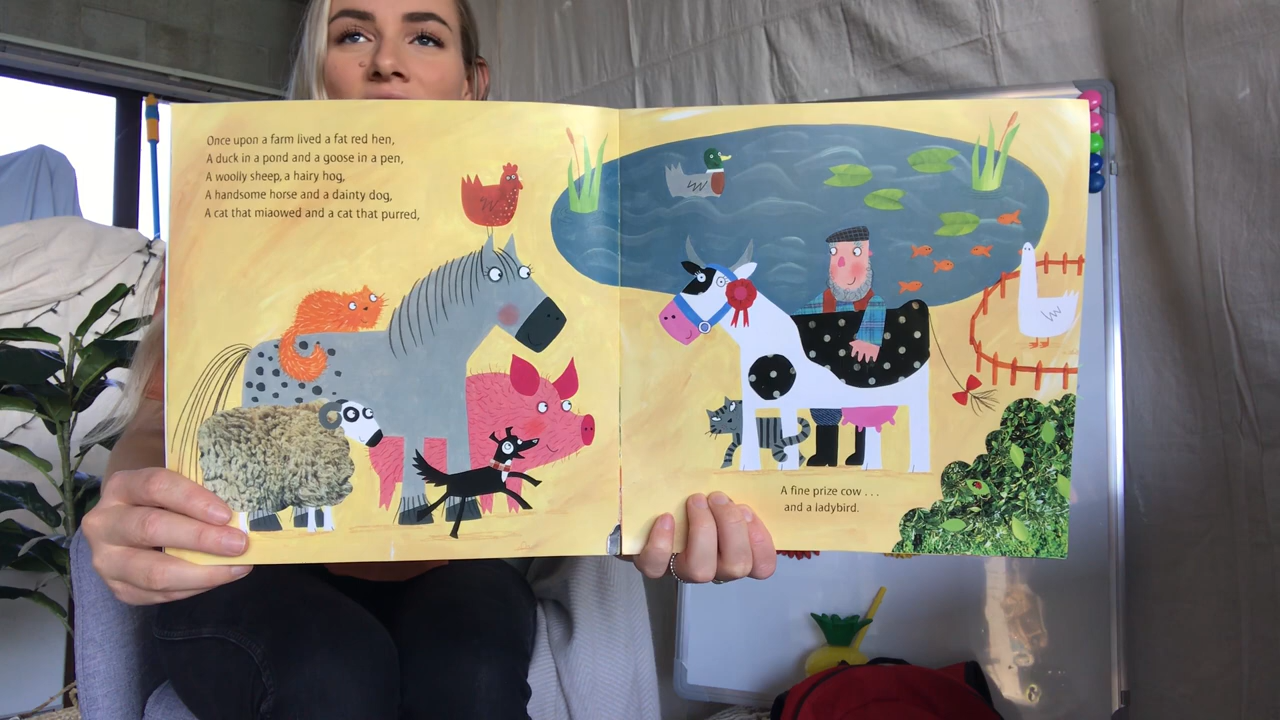 Once upon a farm lived a fat red hen,
A duck in a pond and a goose in a pen,
A woolly sheep, a hairy hog,
A handsome horse and a dainty dog,
A cat that miaowed and a cat that purred,
A fine prize cow . . .
and a ladybird.